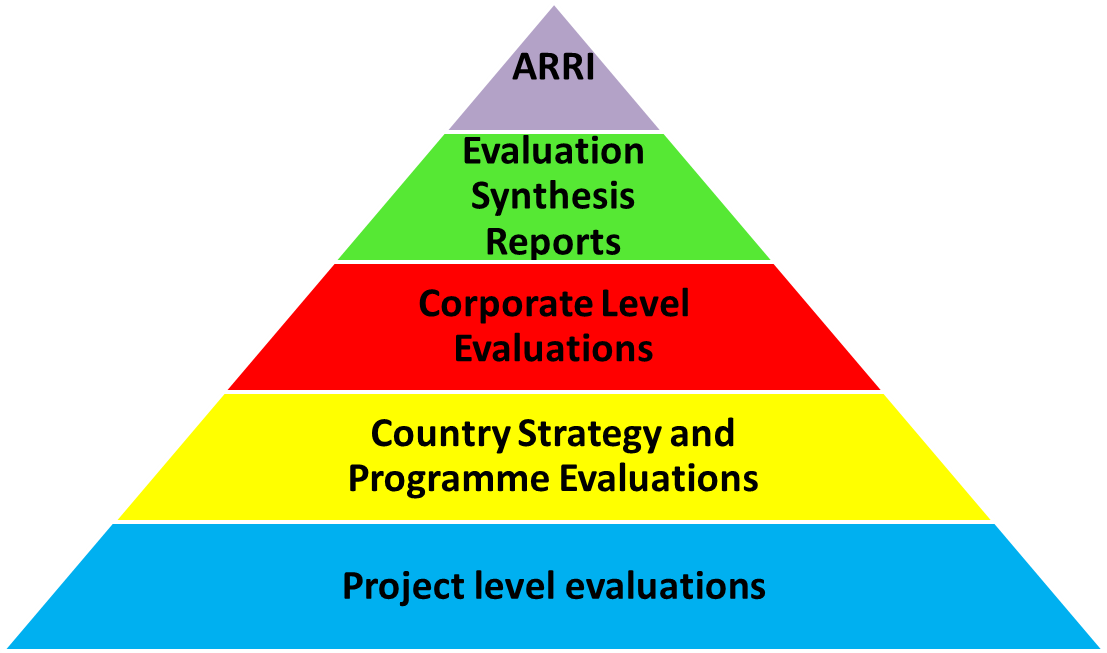 ARRI
Evaluation
Synthesis
Reports
Corporate Level
Evaluations
Country Strategy and
Programme Evaluations
Project level evaluations